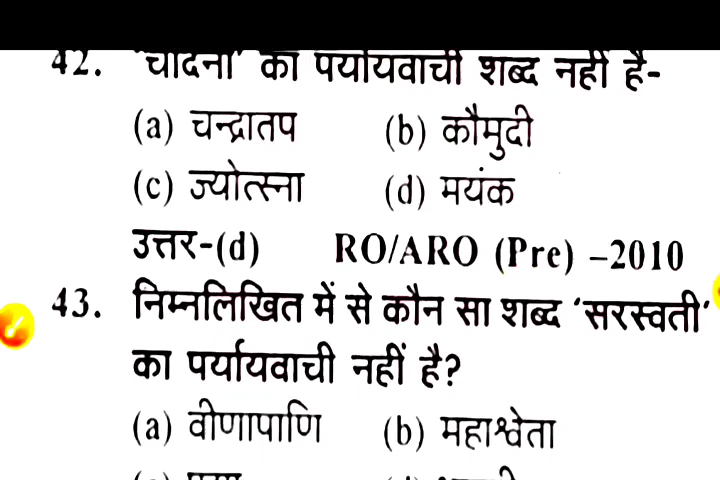 42. 'चाँदनी' का पर्यायवाची शब्द नहीं है-
(a) चन्द्रातप (b) कौमुदी
(c) ज्योत्स्ना (d) मयंक
उत्तर-(d) RO/ARO (Pre) –2010
43. निम्नलिखित में से कौन सा शब्द 'सरस्वती'
का पर्यायवाची नहीं है?
(a) वीणापाणि (b) महाश्वेता